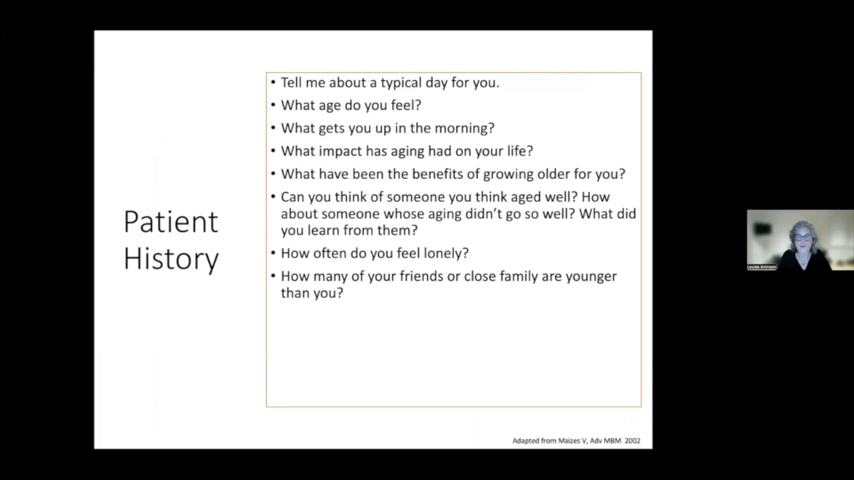 Patient
History
• Tell me about a typical day for you.
• What age do you feel?
• What gets you up in the morning?
• What impact has aging had on your life?
• What have been the benefits of growing older for you?
• Can you think of someone you think aged well? How
about someone whose aging didn't go so well? What did
you learn from them?
• How often do you feel lonely?
• How many of your friends or close family are younger
than you?
Adapted from Maizes V, Adv MBM 2002
Louise